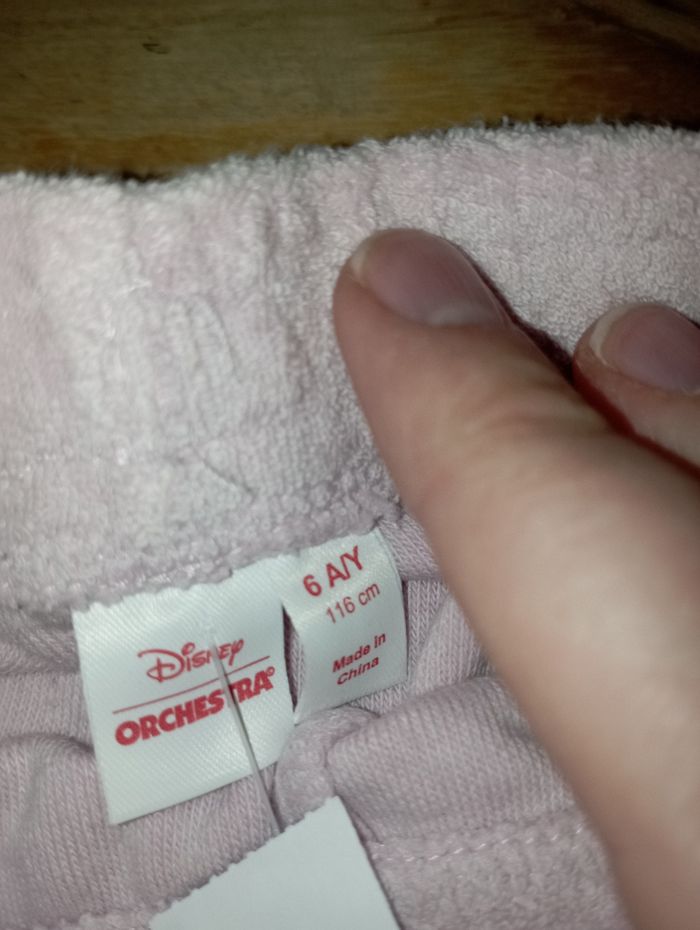 Disney
ORCHESTRA
6 A/Y
116 cm
Made in
China